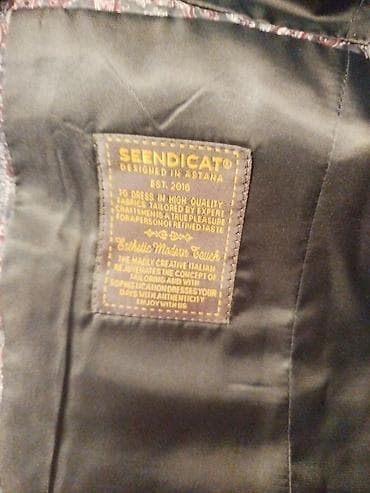 SEENDICAT®
DESIGNED IN ASTANA
EST. 2016
TO DRESS IN HIGH QUALITY
FABRICS TAILORED BY EXPERT
CRAFTSMEN IS A TRUE PLEASURE
FOR A PERSON OF REFINED TASTE
Esthetic Modern Touch
THE MADLY CREATIVE ITALIAN
REJUVENATES THE CONCEPT OF
TAILORING AND WITH
SOPHISTICATION DRESSES YOUR
DAYS WITH AUTHENTICITY
ENJOY WITH US